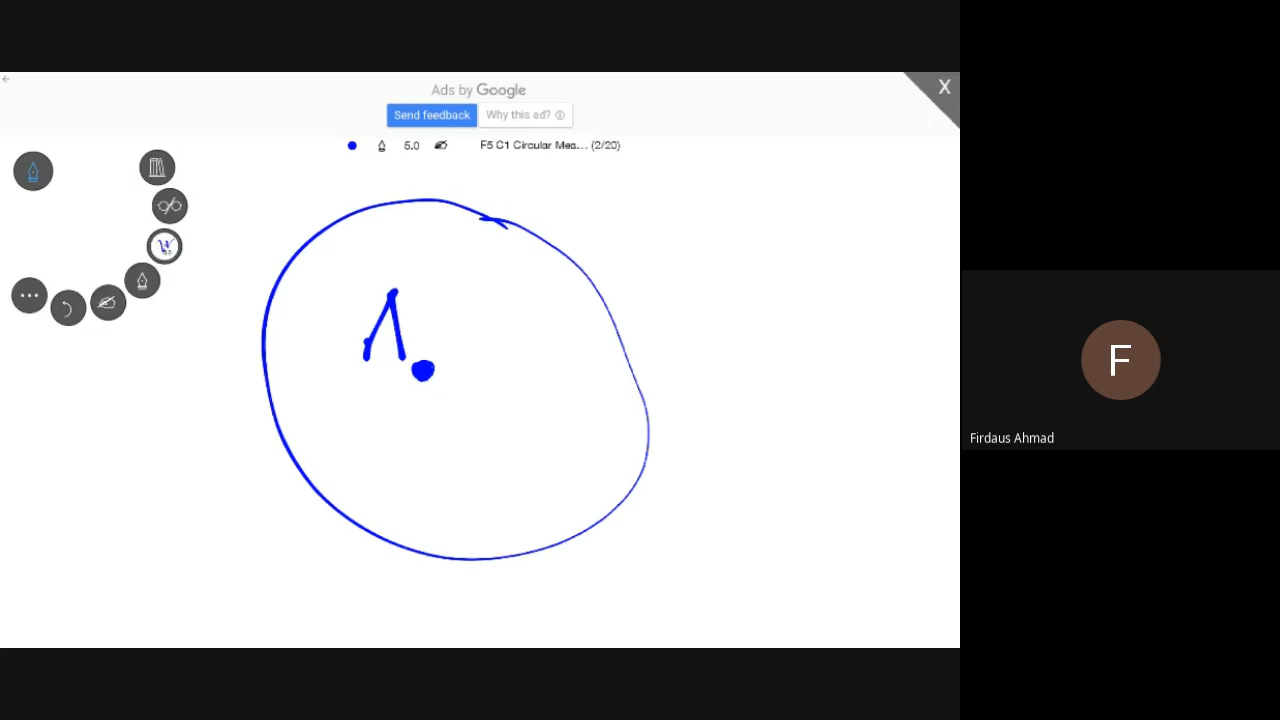 Ads by Google
X
Send feedback
Why this ad?
5.0
F5 C1 Circular Mea... (2/20)
F
Firdaus Ahmad